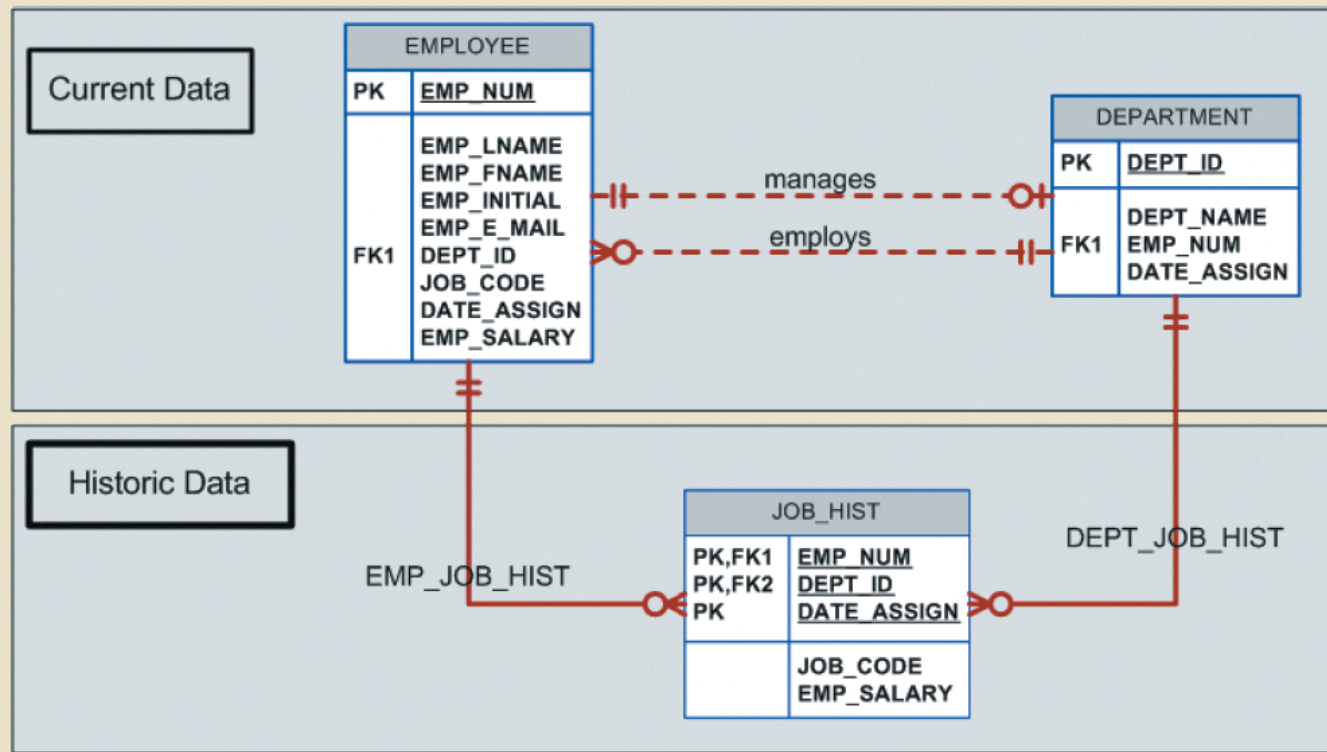 Current Data
EMPLOYEE
PK EMP_NUM
EMP_LNAME
EMP_FNAME
EMP_INITIAL
EMP_E_MAIL
FK1 DEPT_ID
JOB_CODE
DATE_ASSIGN
EMP_SALARY
manages
employs
DEPARTMENT
PK DEPT_ID
DEPT_NAME
FK1 EMP_NUM
DATE_ASSIGN
Historic Data
EMP_JOB_HIST
JOB_HIST
PK,FK1 EMP_NUM
PK,FK2 DEPT_ID
PK DATE_ASSIGN
JOB_CODE
EMP_SALARY
DEPT_JOB_HIST